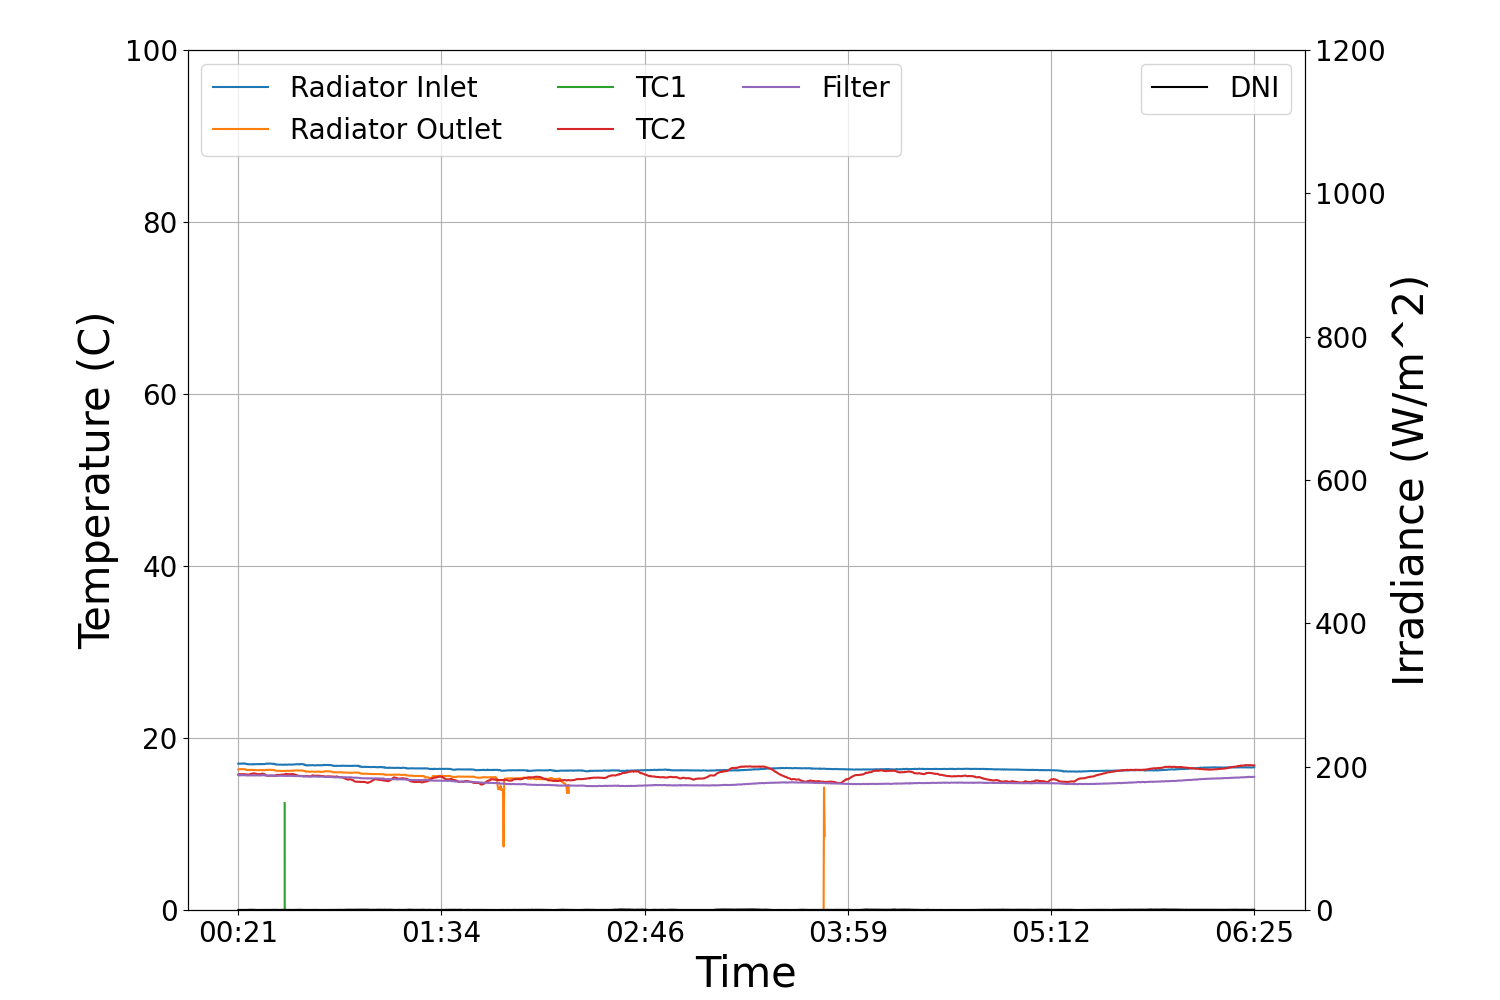 100
80
60
40
20
0
Temperature (C)
Radiator Inlet
Radiator Outlet
TC1
TC2
Filter
DNI
1200
1000
800
600
400
200
0
Irradiance (W/m^2)
00:21
01:34
02:46
03:59
05:12
06:25
Time